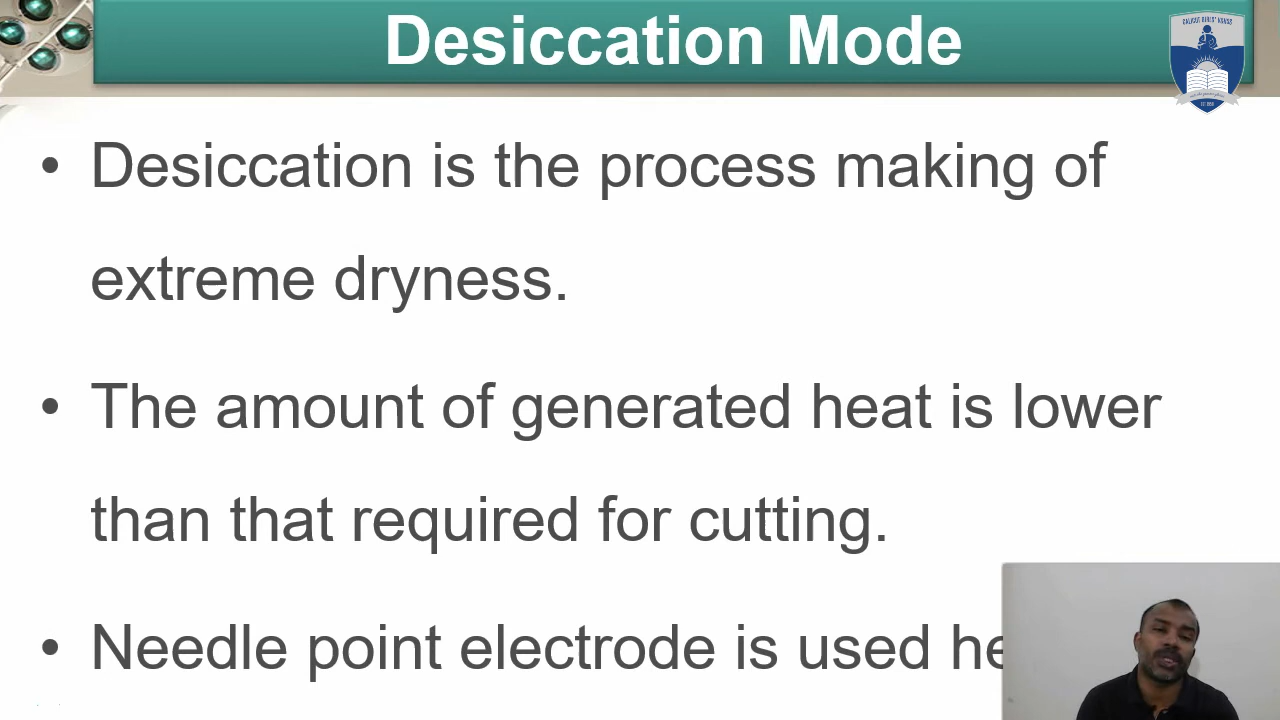 Desiccation Mode
• Desiccation is the process making of
extreme dryness.
• The amount of generated heat is lower
than that required for cutting.
• Needle point electrode is used he